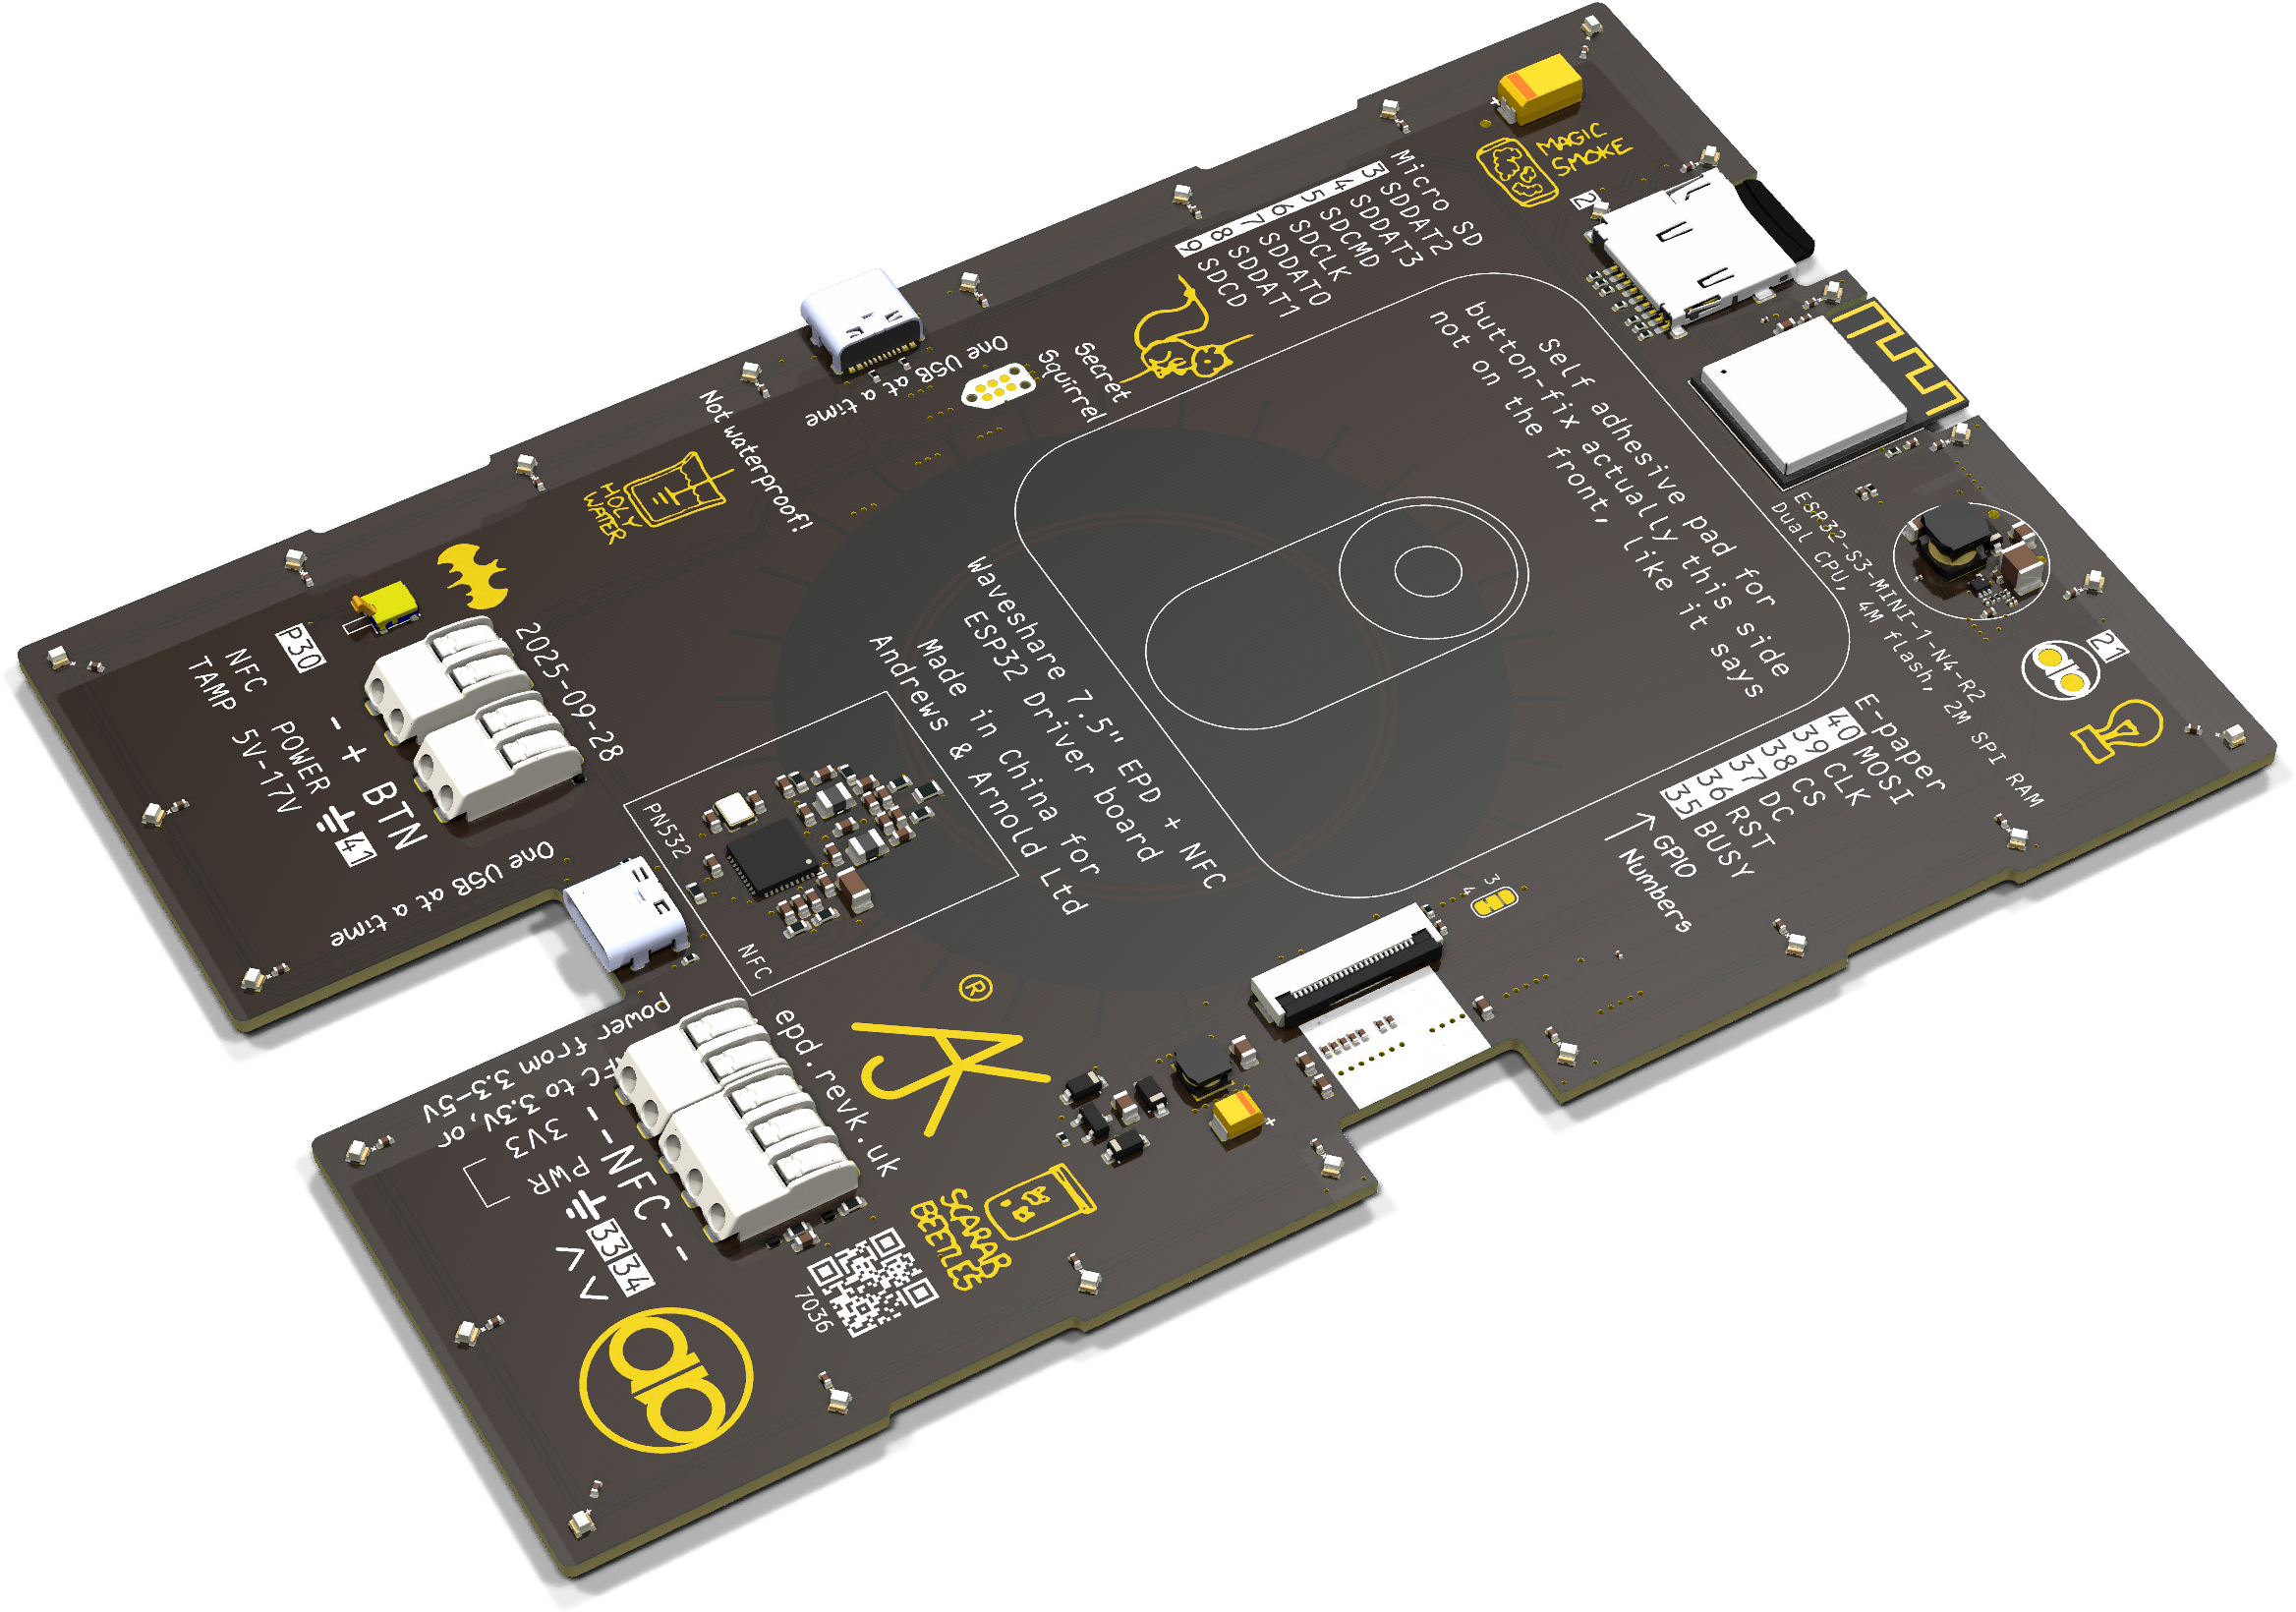 MAGIC
SMOKE
2
Micro SD
3 SDDAT2
4 SDDAT3
5 SDCMD
6 SDCLK
7 SDDAT0
8 SDDAT1
9 SDCD
Secret
Squirrel
One USB at a time
Not waterproof!
HOLY
WATER
Self adhesive pad for
button-fix actually this side
not on the front, like it says
ESP32-S3-MINI-1-N4-R2
Dual CPU, 4M flash, 2M SPI RAM
21
E-paper
40 MOSI
39 CLK
38 CS
37 DC
36 RST
35 BUSY
↑ GPIO
Numbers
Waveshare 7.5" EPD + NFC
ESP32 Driver board
Made in China for
Andrews & Arnold Ltd
2025-09-28
P30
NFC
TAMP
- + BTN
POWER
5V-17V
41
One USB at a time
PN532
NFC
3
4
+
+
®
AJK
epd.revk.uk
power from NFC to 3.3V, or
3.3-5V
3V3
PWR
--NFC--
33 34
< >
SCARAB
BEETLES
7036